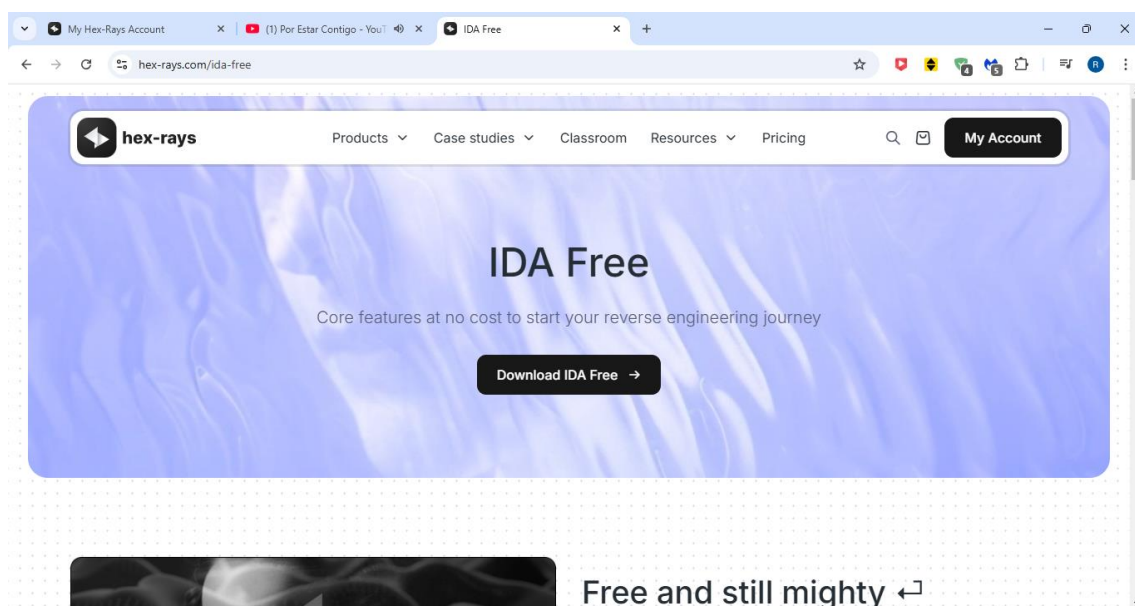 My Hex-Rays Account
(1) Por Estar Contigo - YouT
IDA Free
hex-rays.com/ida-free
4
5
R
hex-rays
Products
Case studies
Classroom
Resources
Pricing
My Account
IDA Free
Core features at no cost to start your reverse engineering journey
Download IDA Free →
Free and still mighty ↵